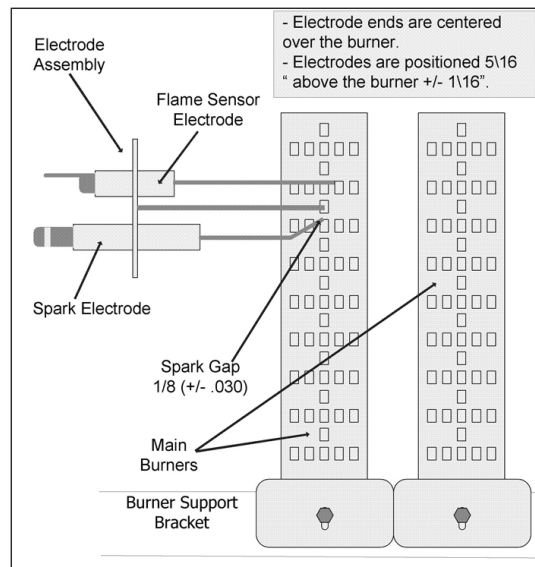 - Electrode ends are centered
over the burner.
- Electrodes are positioned 5\16
“ above the burner +/- 1\16”.
Electrode
Assembly
Flame Sensor
Electrode
Spark Electrode
Spark Gap
1/8 (+/- .030)
Main
Burners
Burner Support
Bracket